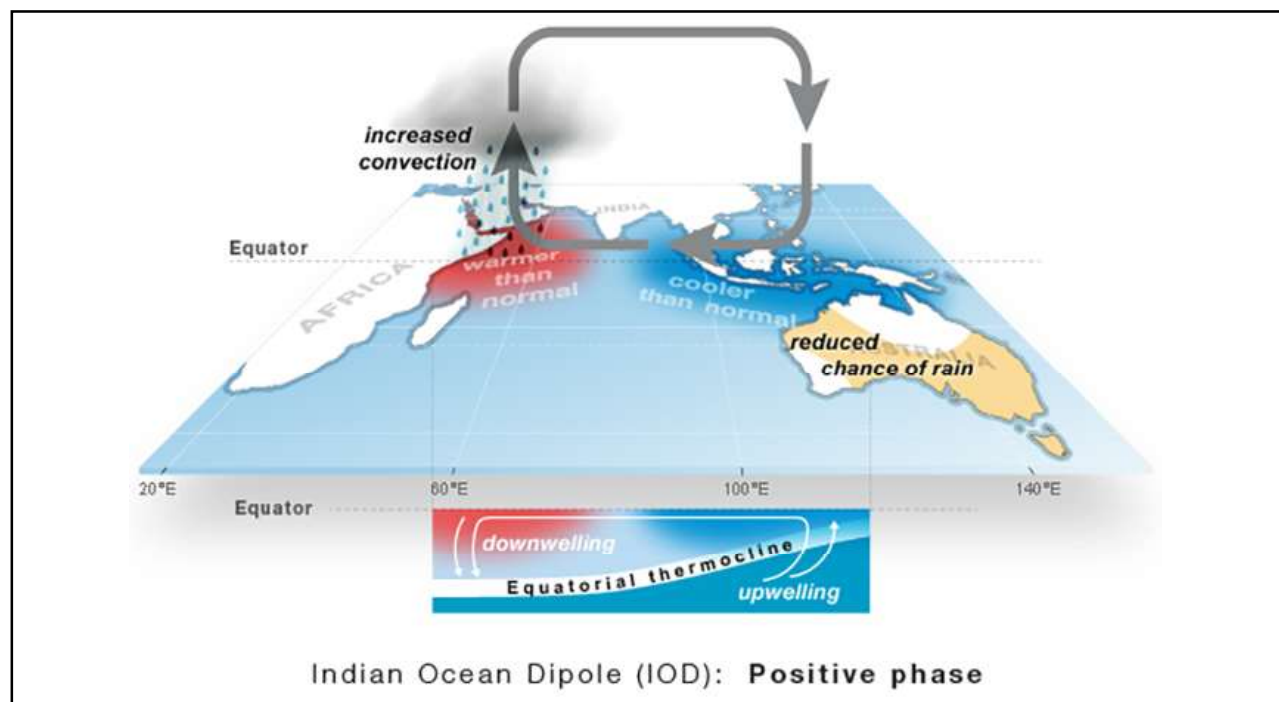 increased
convection
INDIA
Equator
AFRICA
warmer
than
normal
cooler
than normal
AUSTRALIA
reduced
chance of rain
20°E
60°E
100°E
140°E
Equator
downwelling
Equatorial thermocline
upwelling
Indian Ocean Dipole (IOD): Positive phase